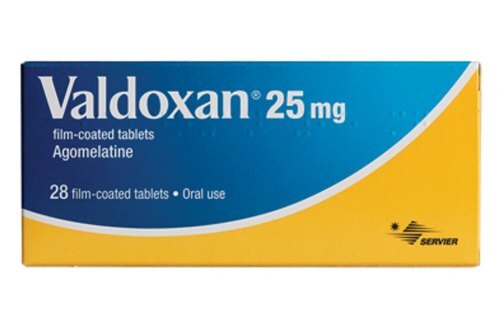 Valdoxan® 25 mg
film-coated tablets
Agomelatine
28 film-coated tablets • Oral use
SERVIER